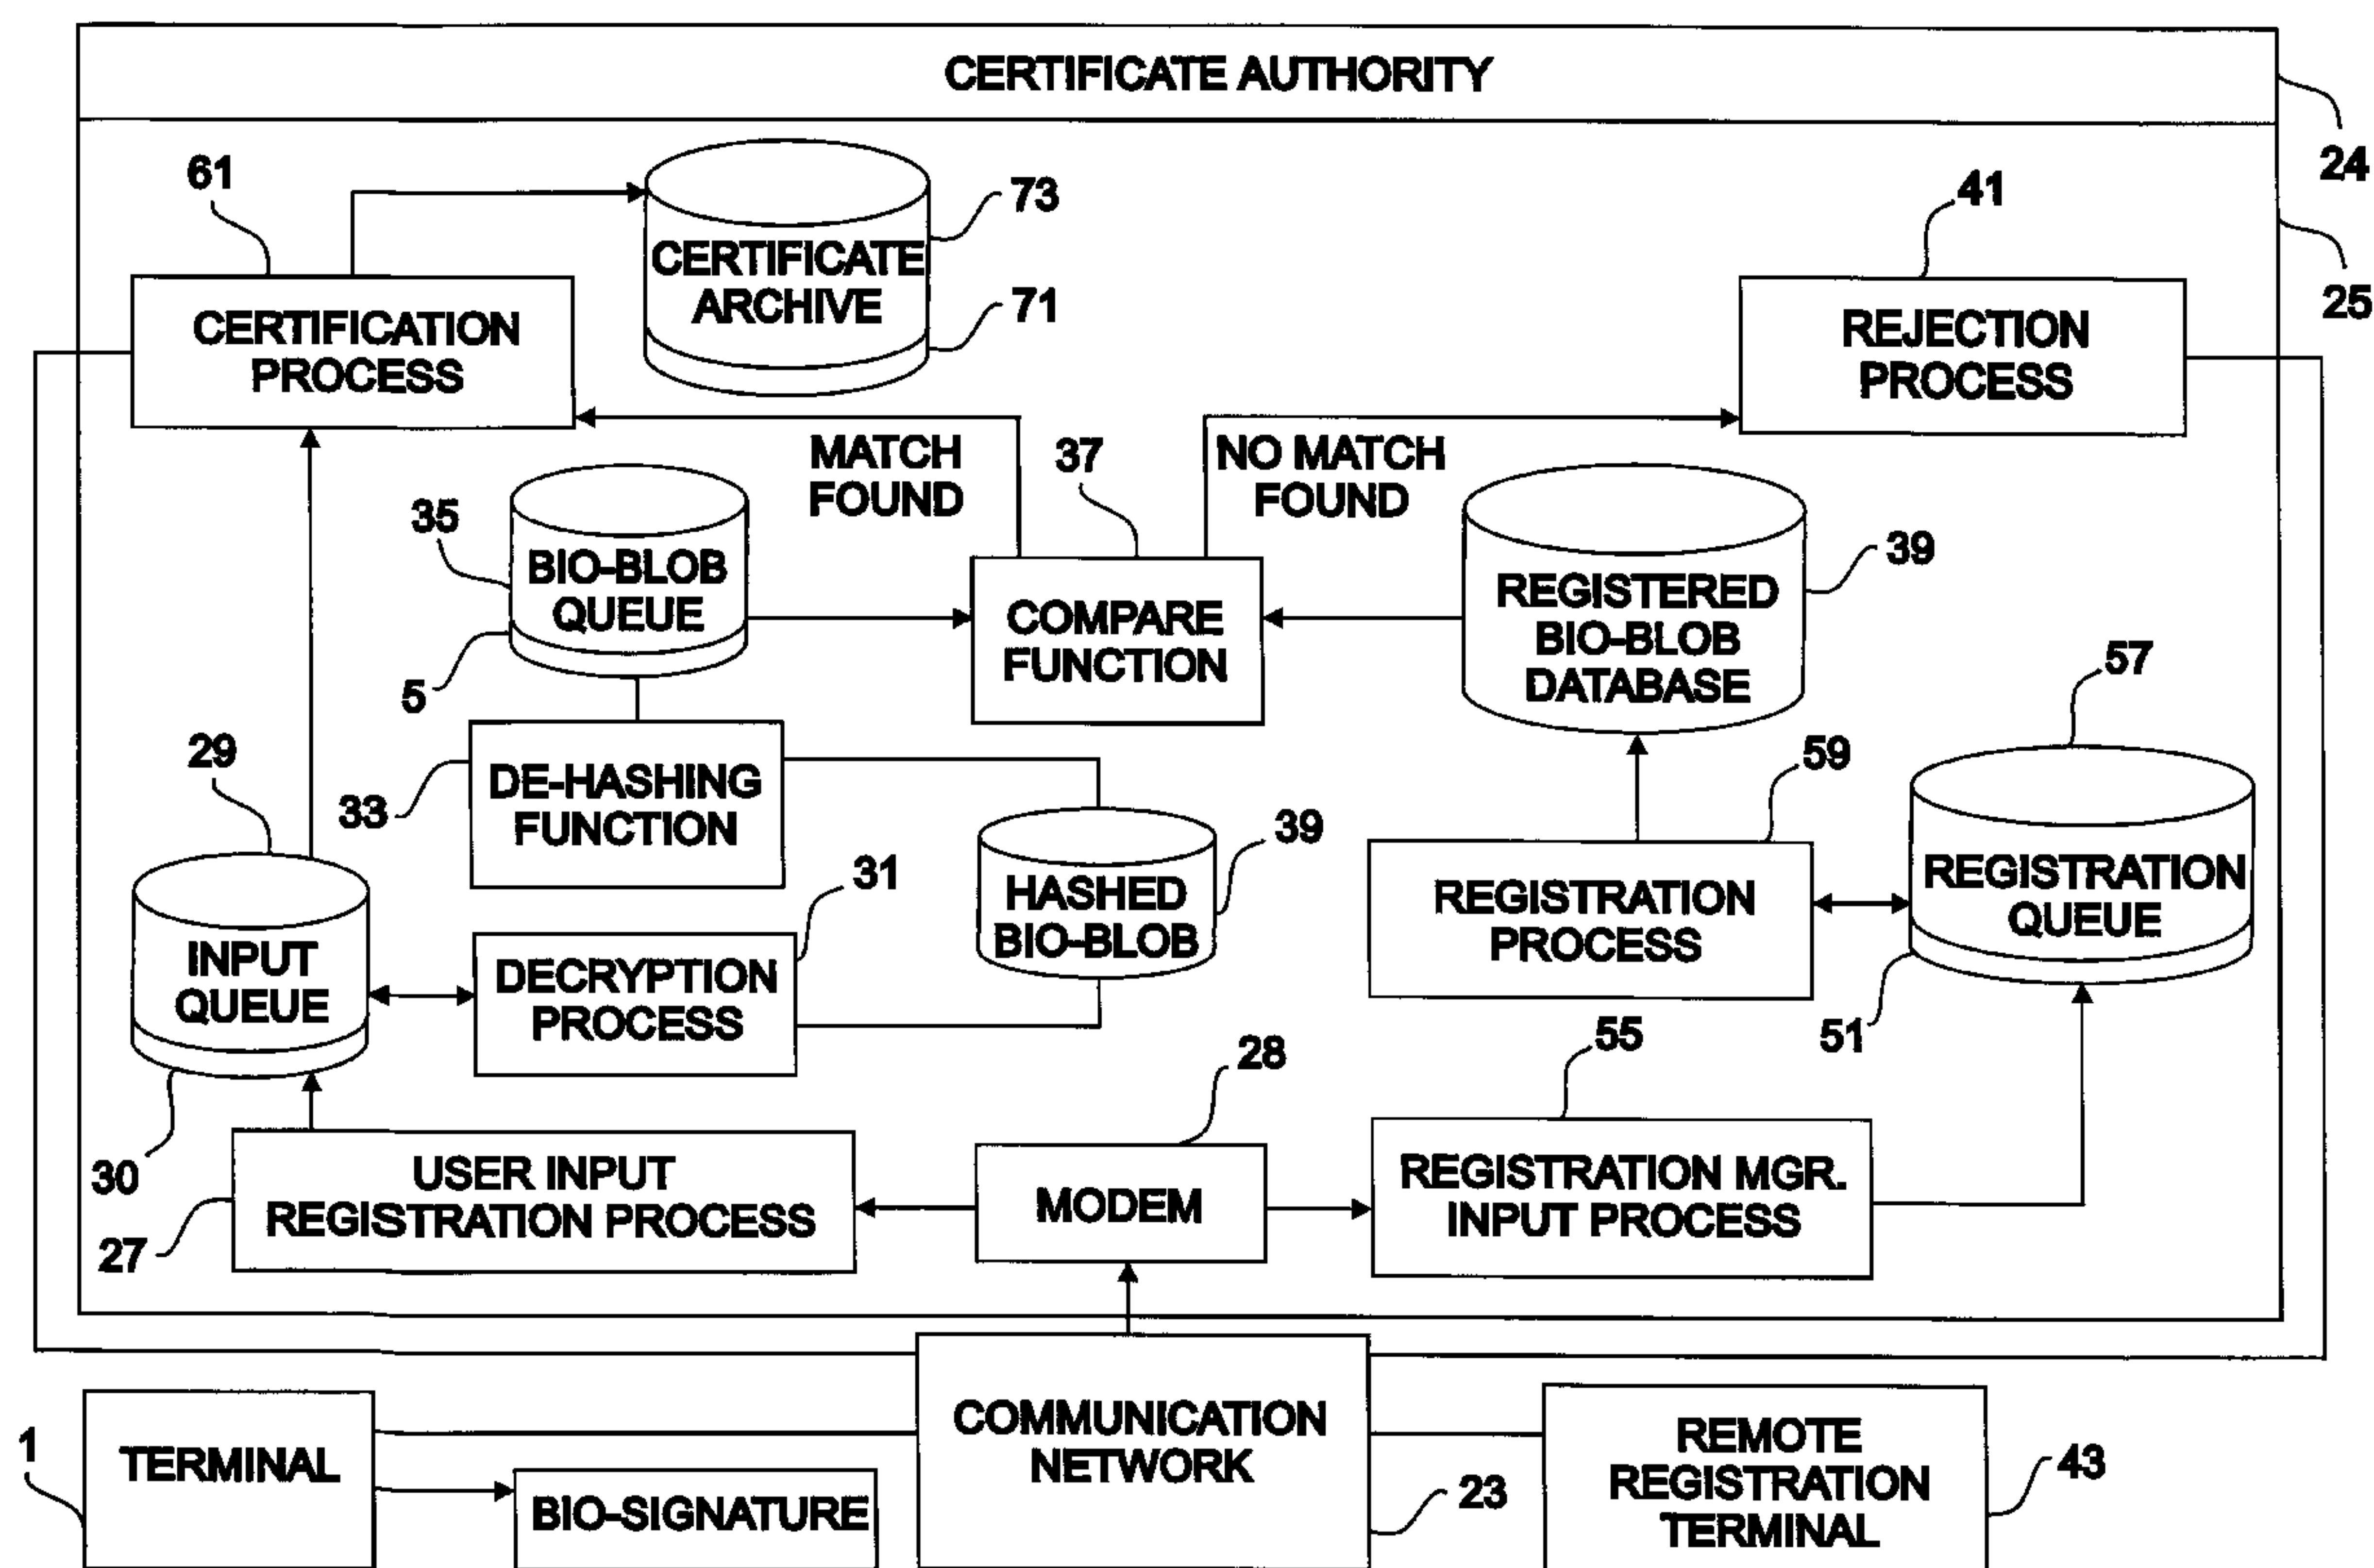 CERTIFICATE AUTHORITY
24
25
61
73
CERTIFICATE
ARCHIVE
71
41
CERTIFICATION
PROCESS
REJECTION
PROCESS
MATCH
FOUND
37
NO MATCH
FOUND
35
BIO-BLOB
QUEUE
5
COMPARE
FUNCTION
39
REGISTERED
BIO-BLOB
DATABASE
57
29
33
DE-HASHING
FUNCTION
59
39
31
HASHED
BIO-BLOB
REGISTRATION
PROCESS
REGISTRATION
QUEUE
51
INPUT
QUEUE
30
DECRYPTION
PROCESS
28
55
USER INPUT
REGISTRATION PROCESS
27
MODEM
REGISTRATION MGR.
INPUT PROCESS
1
TERMINAL
BIO-SIGNATURE
COMMUNICATION
NETWORK
23
REMOTE
REGISTRATION
TERMINAL
43